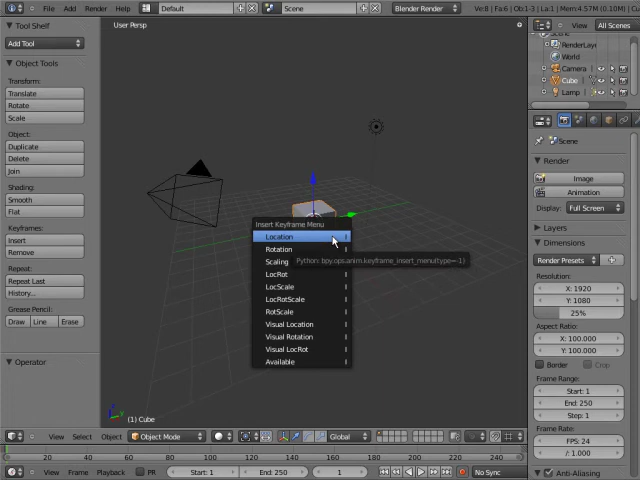 File Add Render Help Default Scene Blender Render Ve:8 | Fa:6 | Ob:1-3 | La:1 | Mem:4.57M (0.10M) | Cu
Tool Shelf
Add Tool
Object Tools
Transform:
Translate
Rotate
Scale
Object:
Duplicate
Delete
Join
Shading:
Smooth
Flat
Keyframes:
Insert
Remove
Repeat:
Repeat Last
History...
Grease Pencil:
Draw Line Erase
Operator
User Persp
Insert Keyframe Menu
Location I
Rotation I
Scaling
Python: bpy.ops.anim.keyframe_insert_menu(type=-1)
LocRot I
LocScale I
LocRotScale I
RotScale I
Visual Location I
Visual Rotation I
Visual LocRot I
Available I
(1) Cube
View Select Object Object Mode Global
20 40 60 80 100 120 140 160 180 200 220 240
View Frame Playback PR Start: 1 End: 250 1 No Sync
View All Scenes
RenderLaye
World
Camera
Cube
Lamp
Scene
Render
Image
Animation
Display: Full Screen
Layers
Dimensions
Render Presets
Resolution:
X: 1920
Y: 1080
25%
Aspect Ratio:
X: 100.000
Y: 100.000
Border Crop
Frame Range:
Start: 1
End: 250
Step: 1
Frame Rate:
FPS: 24
/: 1.000
Anti-Aliasing